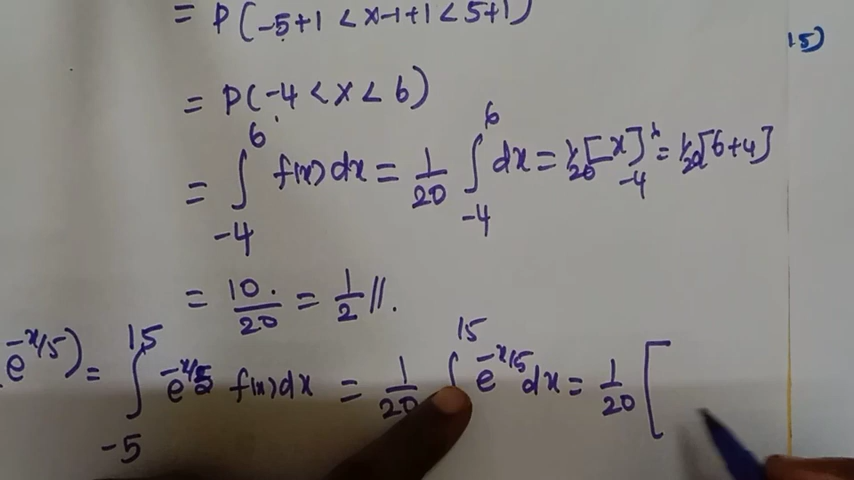 = P(-5+1 < x-1+1 < 5+1)
15)
= P(-4 < x < 6)
= ∫_{-4}^{6} f(x) dx = 1/20 ∫_{-4}^{6} dx = 1/20 [x]_{-4} = 1/20 [6+4]
= 10/20 = 1/2 //.
e^{-x/5}) = ∫_{-5}^{15} e^{-x/5} f(x) dx = 1/20 ∫^{15} e^{-x/5} dx = 1/20 [